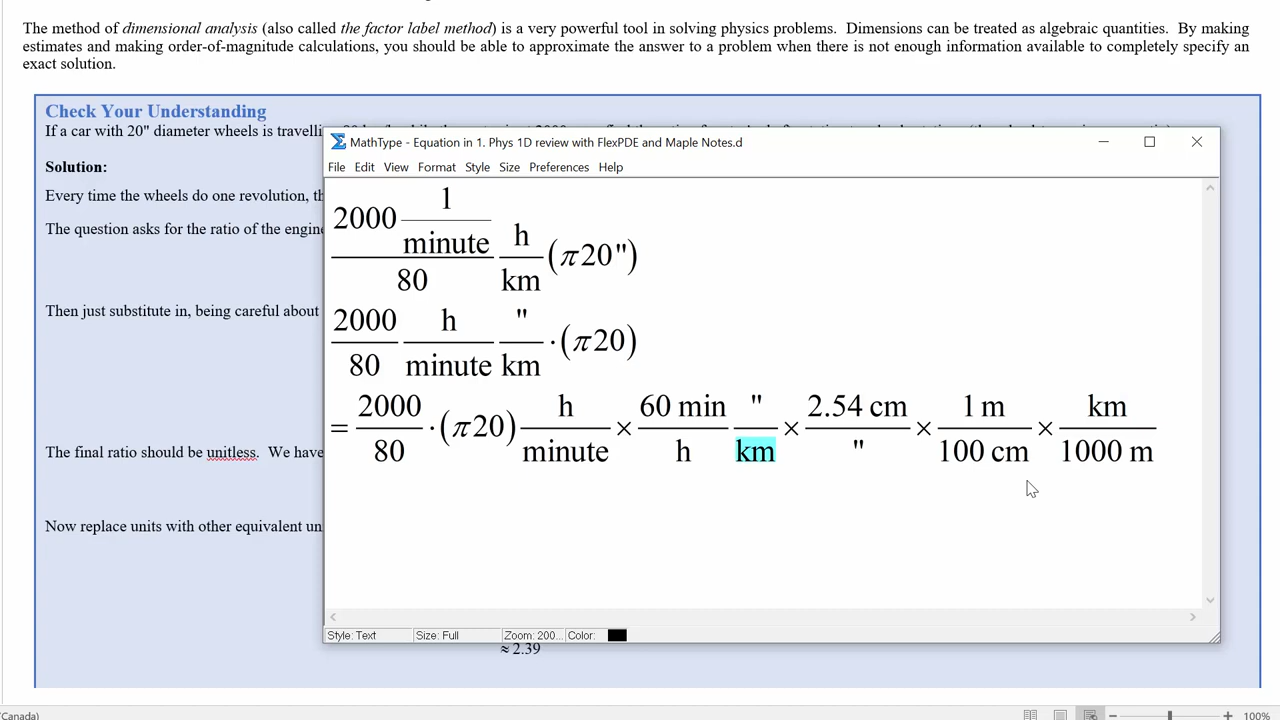 The method of dimensional analysis (also called the factor label method) is a very powerful tool in solving physics problems. Dimensions can be treated as algebraic quantities. By making
estimates and making order-of-magnitude calculations, you should be able to approximate the answer to a problem when there is not enough information available to completely specify an
exact solution.
Check Your Understanding
If a car with 20" diameter wheels is travelli
Solution:
Every time the wheels do one revolution, th
The question asks for the ratio of the engine
Then just substitute in, being careful about
The final ratio should be unitless. We have
Now replace units with other equivalent un
MathType - Equation in 1. Phys 1D review with FlexPDE and Maple Notes.d
File Edit View Format Style Size Preferences Help
2000 1
minute h
80 km (π20")
2000 h "
80 minute km ·(π20)
= 2000 ·(π20) h × 60 min " × 2.54 cm × 1 m × km
80 minute h km " 100 cm 1000 m
Style: Text Size: Full Zoom: 200... Color:
≈ 2.39
Canada)
100%